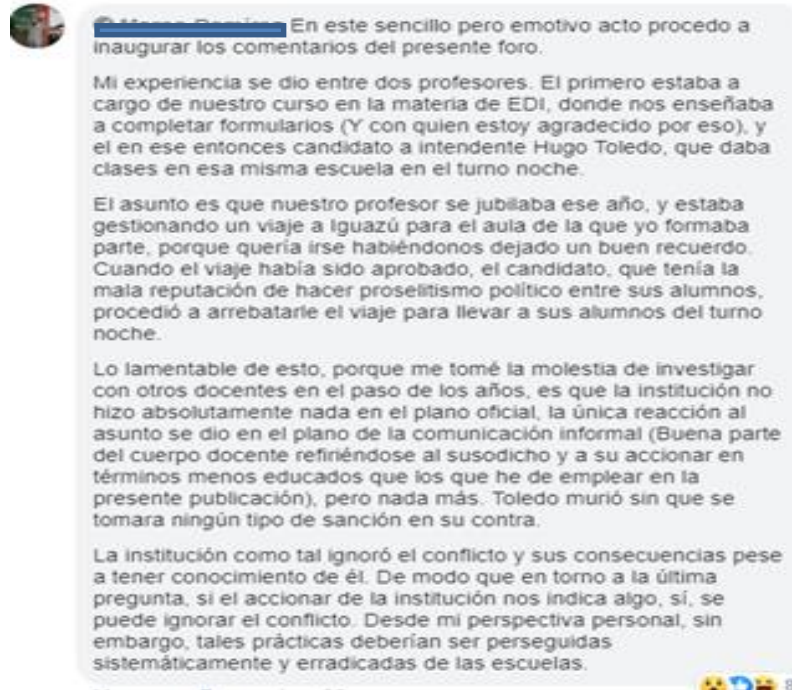 En este sencillo pero emotivo acto procedo a
inaugurar los comentarios del presente foro.
Mi experiencia se dio entre dos profesores. El primero estaba a
cargo de nuestro curso en la materia de EDI, donde nos enseñaba
a completar formularios (Y con quien estoy agradecido por eso), y
el en ese entonces candidato a intendente Hugo Toledo, que daba
clases en esa misma escuela en el turno noche.
El asunto es que nuestro profesor se jubilaba ese año, y estaba
gestionando un viaje a Iguazú para el aula de la que yo formaba
parte, porque quería irse habiéndonos dejado un buen recuerdo.
Cuando el viaje había sido aprobado, el candidato, que tenía la
mala reputación de hacer proselitismo político entre sus alumnos,
procedió a arrebatarle el viaje para llevar a sus alumnos del turno
noche.
Lo lamentable de esto, porque me tomé la molestia de investigar
con otros docentes en el paso de los años, es que la institución no
hizo absolutamente nada en el plano oficial, la única reacción al
asunto se dio en el plano de la comunicación informal (Buena parte
del cuerpo docente refiriéndose al susodicho y a su accionar en
términos menos educados que los que he de emplear en la
presente publicación), pero nada más. Toledo murió sin que se
tomara ningún tipo de sanción en su contra.
La institución como tal ignoró el conflicto y sus consecuencias pese
a tener conocimiento de él. De modo que en torno a la última
pregunta, si el accionar de la institución nos indica algo, sí, se
puede ignorar el conflicto. Desde mi perspectiva personal, sin
embargo, tales prácticas deberían ser perseguidas
sistemáticamente y erradicadas de las escuelas.